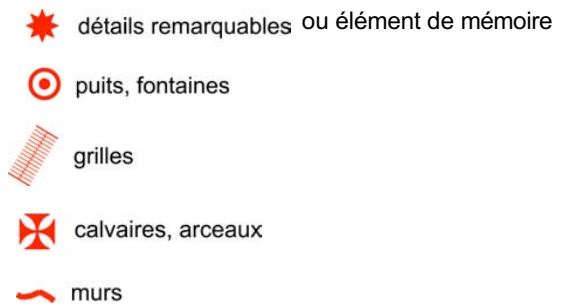 détails remarquables ou élément de mémoire
puits, fontaines
grilles
calvaires, arceaux
murs